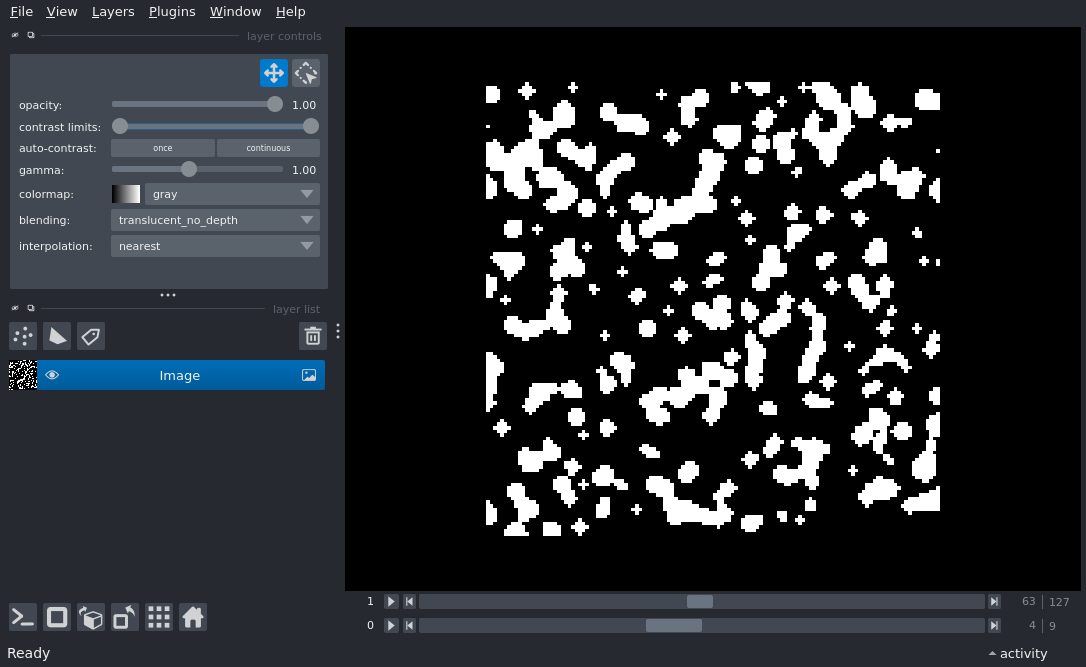 File View Layers Plugins Window Help
layer controls
opacity: 1.00
contrast limits:
auto-contrast: once continuous
gamma: 1.00
colormap: gray
blending: translucent_no_depth
interpolation: nearest
layer list
Image
1 63 127
0 4 9
Ready activity